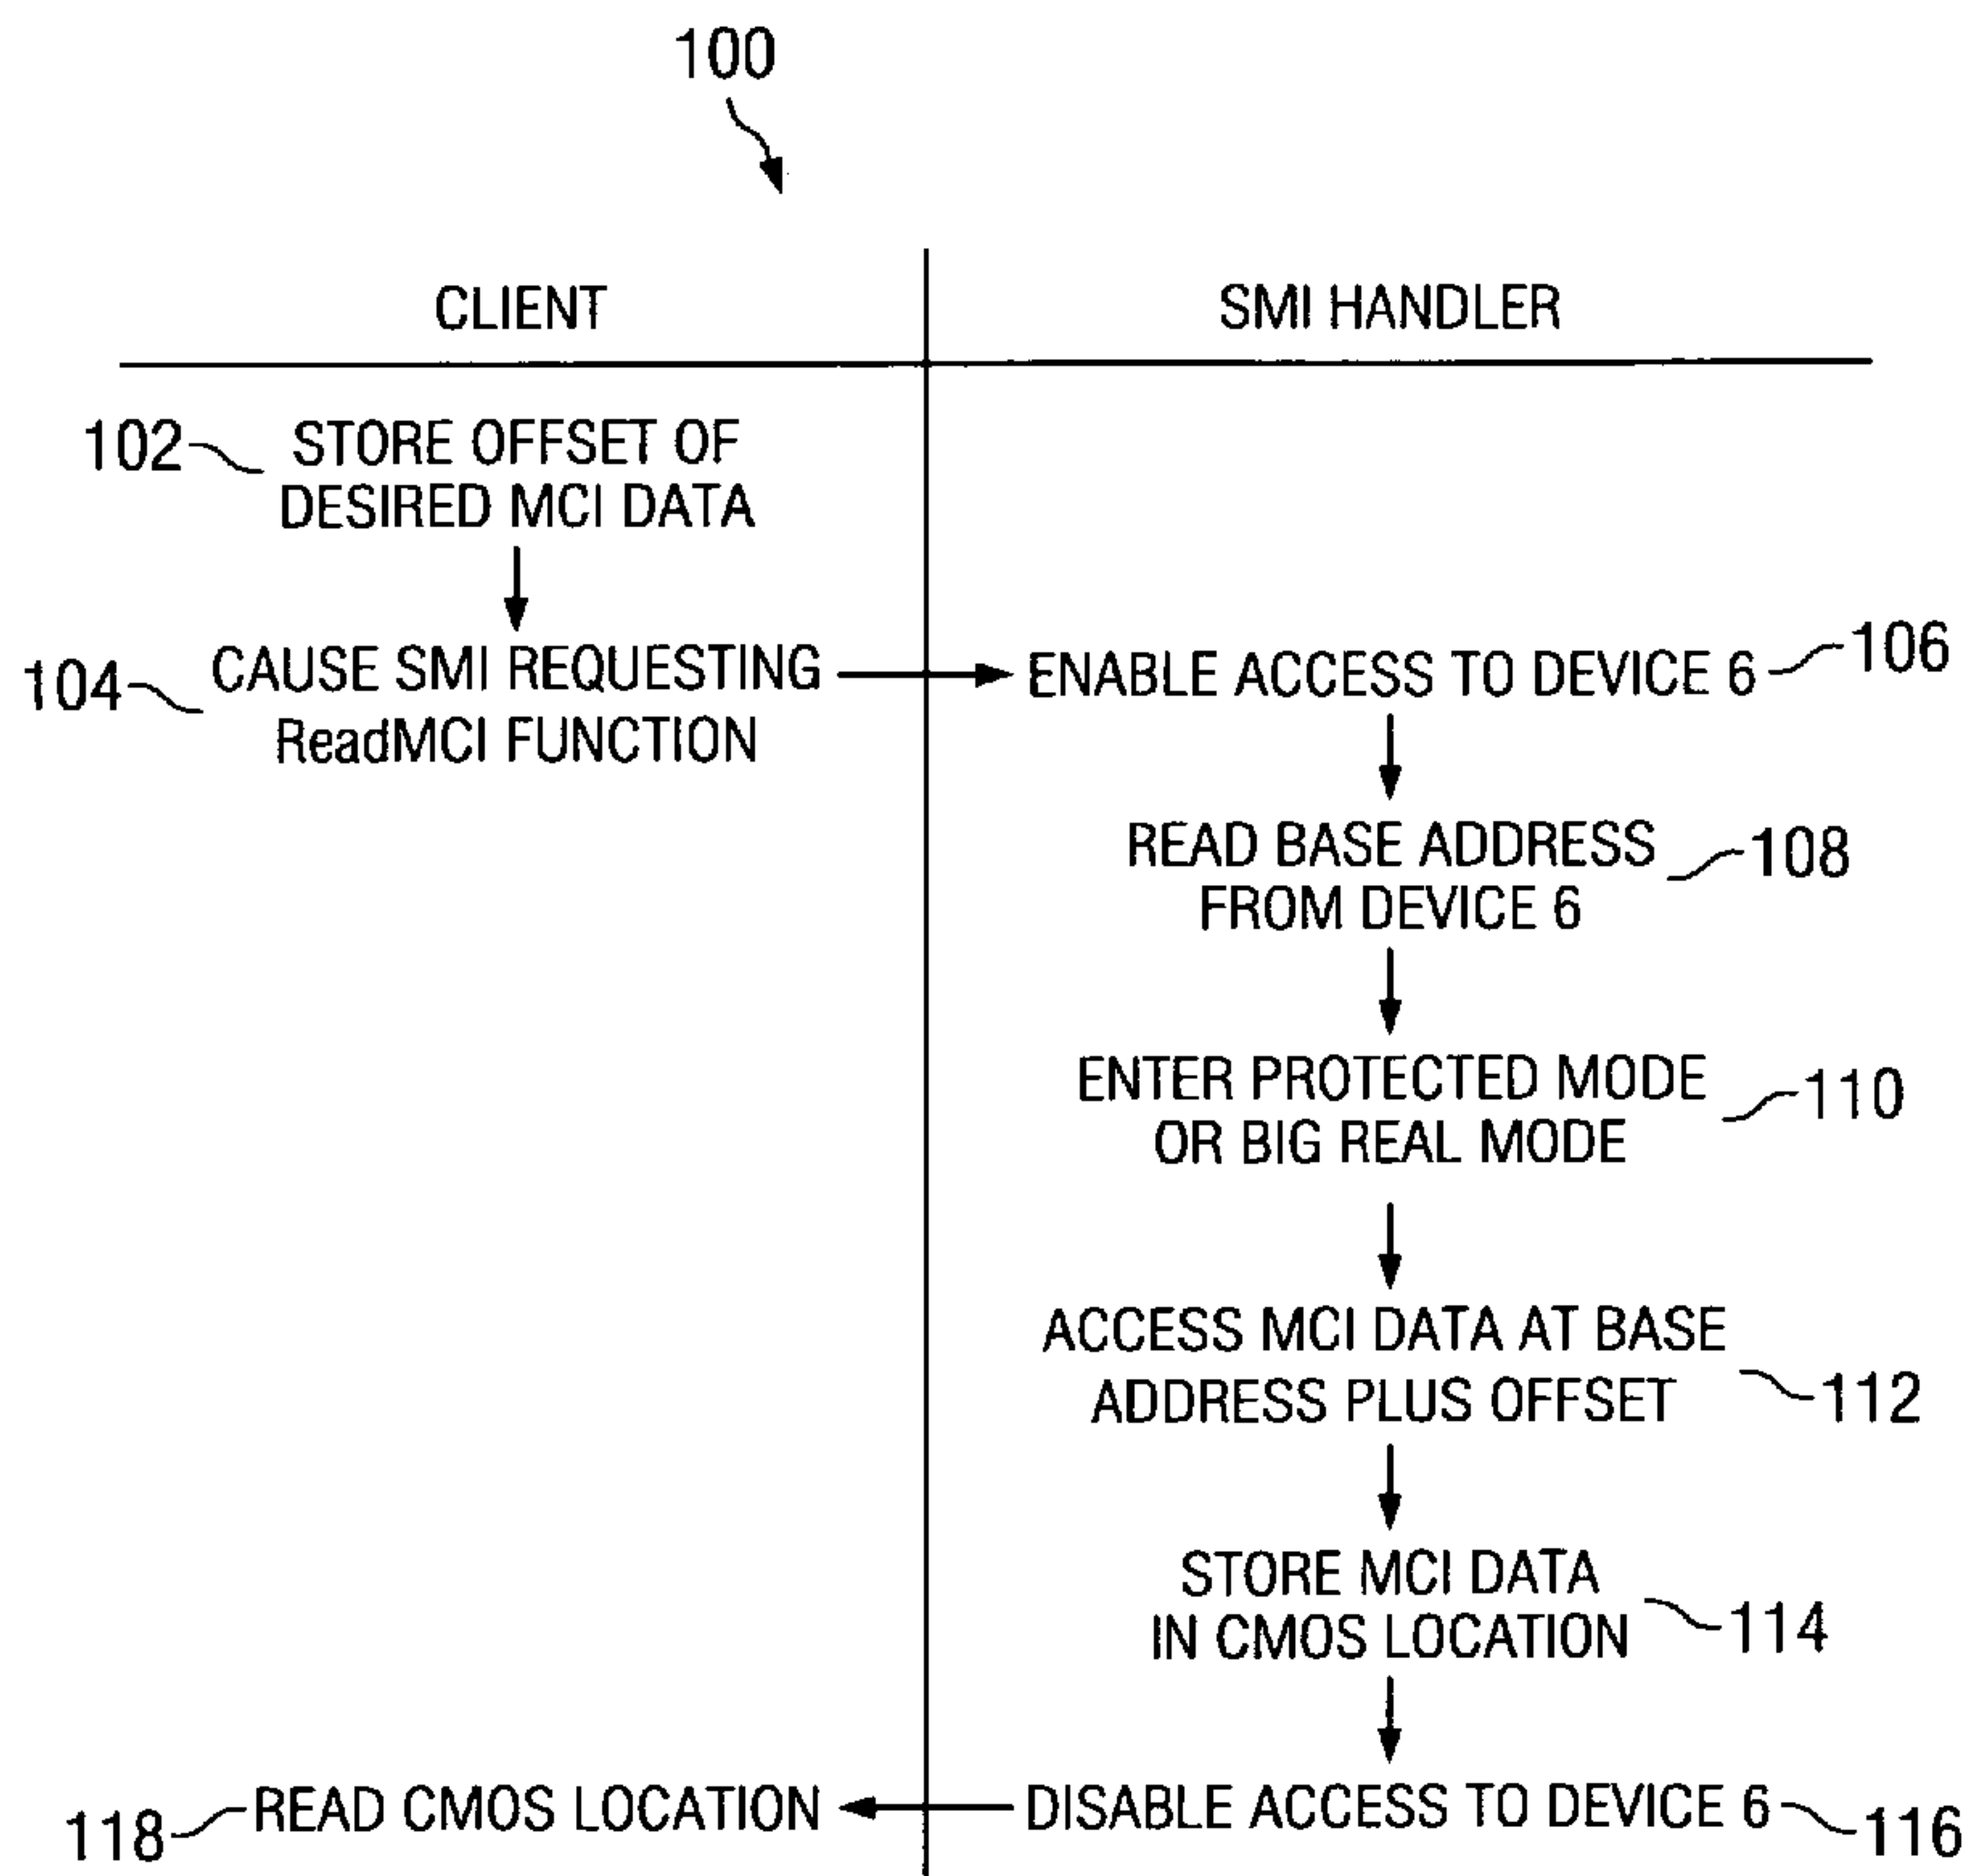 100
CLIENT
SMI HANDLER
102
STORE OFFSET OF
DESIRED MCI DATA
104
CAUSE SMI REQUESTING
ReadMCI FUNCTION
ENABLE ACCESS TO DEVICE 6
106
READ BASE ADDRESS
FROM DEVICE 6
108
ENTER PROTECTED MODE
OR BIG REAL MODE
110
ACCESS MCI DATA AT BASE
ADDRESS PLUS OFFSET
112
STORE MCI DATA
IN CMOS LOCATION
114
DISABLE ACCESS TO DEVICE 6
116
118
READ CMOS LOCATION